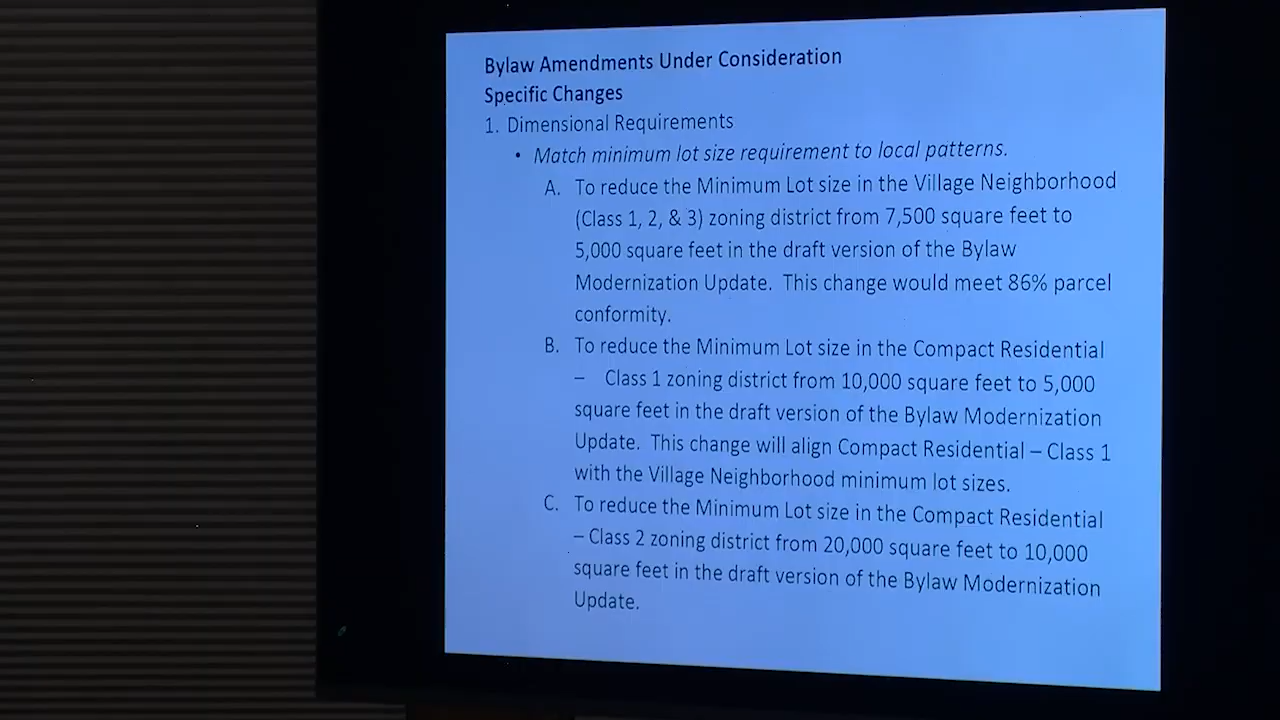 Bylaw Amendments Under Consideration
Specific Changes
1. Dimensional Requirements
• Match minimum lot size requirement to local patterns.
A. To reduce the Minimum Lot size in the Village Neighborhood
(Class 1, 2, & 3) zoning district from 7,500 square feet to
5,000 square feet in the draft version of the Bylaw
Modernization Update. This change would meet 86% parcel
conformity.
B. To reduce the Minimum Lot size in the Compact Residential
– Class 1 zoning district from 10,000 square feet to 5,000
square feet in the draft version of the Bylaw Modernization
Update. This change will align Compact Residential – Class 1
with the Village Neighborhood minimum lot sizes.
C. To reduce the Minimum Lot size in the Compact Residential
– Class 2 zoning district from 20,000 square feet to 10,000
square feet in the draft version of the Bylaw Modernization
Update.